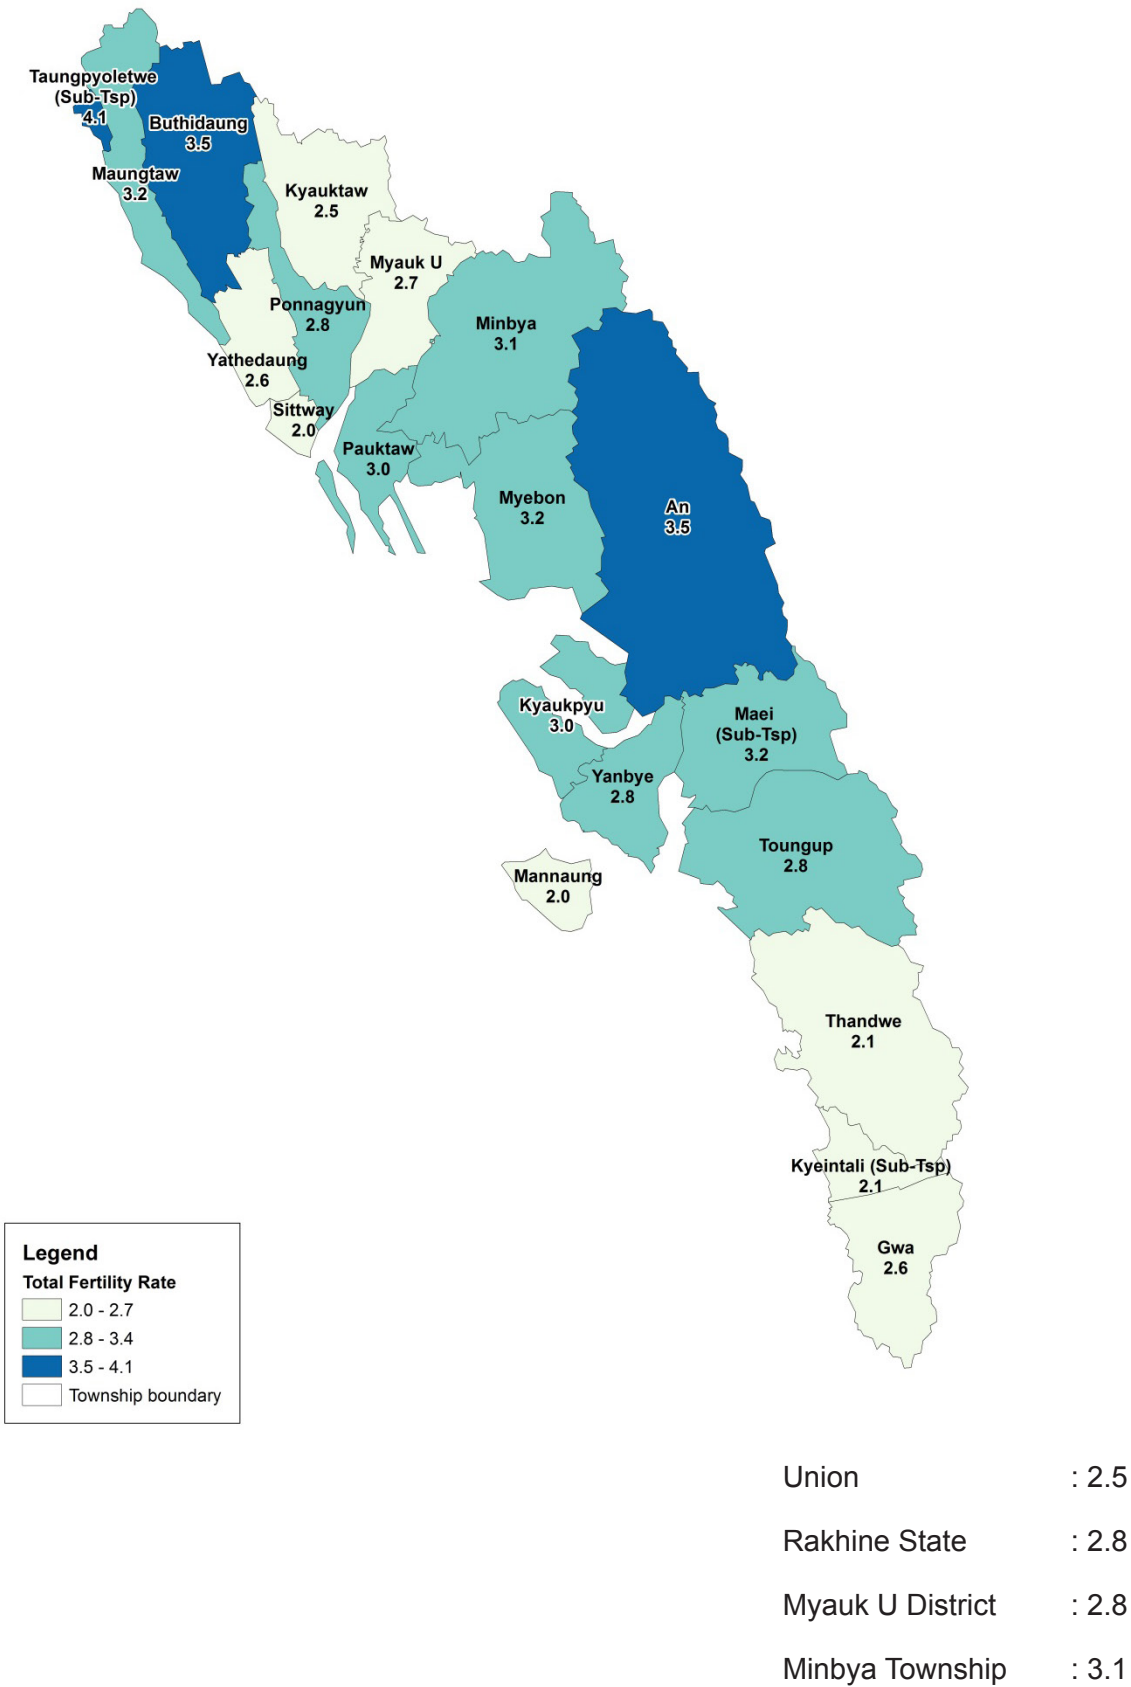 Taungpyoletwe
(Sub-Tsp)
4.1
Buthidaung
3.5
Maungtaw
3.2
Kyauktaw
2.5
Myauk U
2.7
Ponnagyun
2.8
Minbya
3.1
Yathedaung
2.6
Sittway
2.0
Pauktaw
3.0
Myebon
3.2
An
3.5
Kyaukpyu
3.0
Maei
(Sub-Tsp)
3.2
Yanbye
2.8
Toungup
2.8
Mannaung
2.0
Thandwe
2.1
Kyeintali (Sub-Tsp)
2.1
Gwa
2.6
Legend
Total Fertility Rate
2.0 - 2.7
2.8 - 3.4
3.5 - 4.1
Township boundary
Union : 2.5
Rakhine State : 2.8
Myauk U District : 2.8
Minbya Township : 3.1